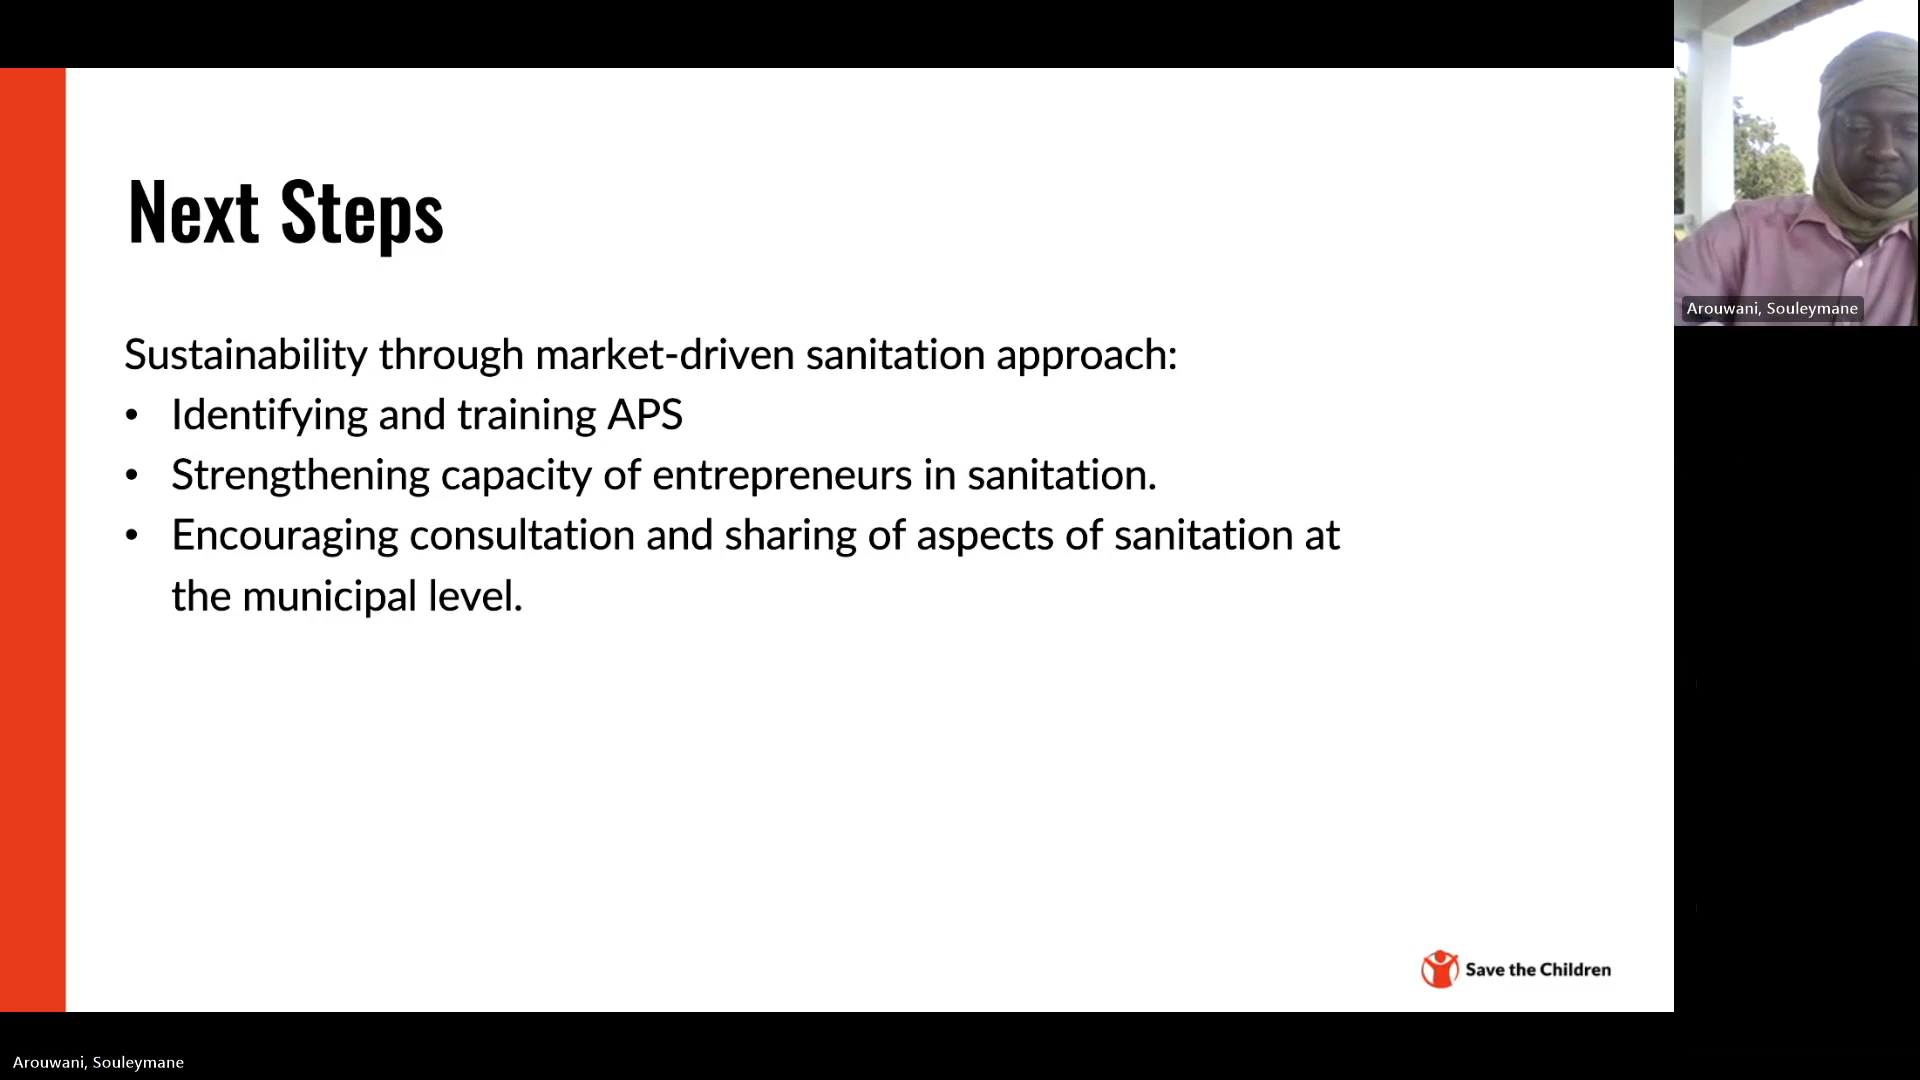 Next Steps
Sustainability through market-driven sanitation approach:
• Identifying and training APS
• Strengthening capacity of entrepreneurs in sanitation.
• Encouraging consultation and sharing of aspects of sanitation at
the municipal level.
Save the Children
Arouwani, Souleymane
Arouwani, Souleymane